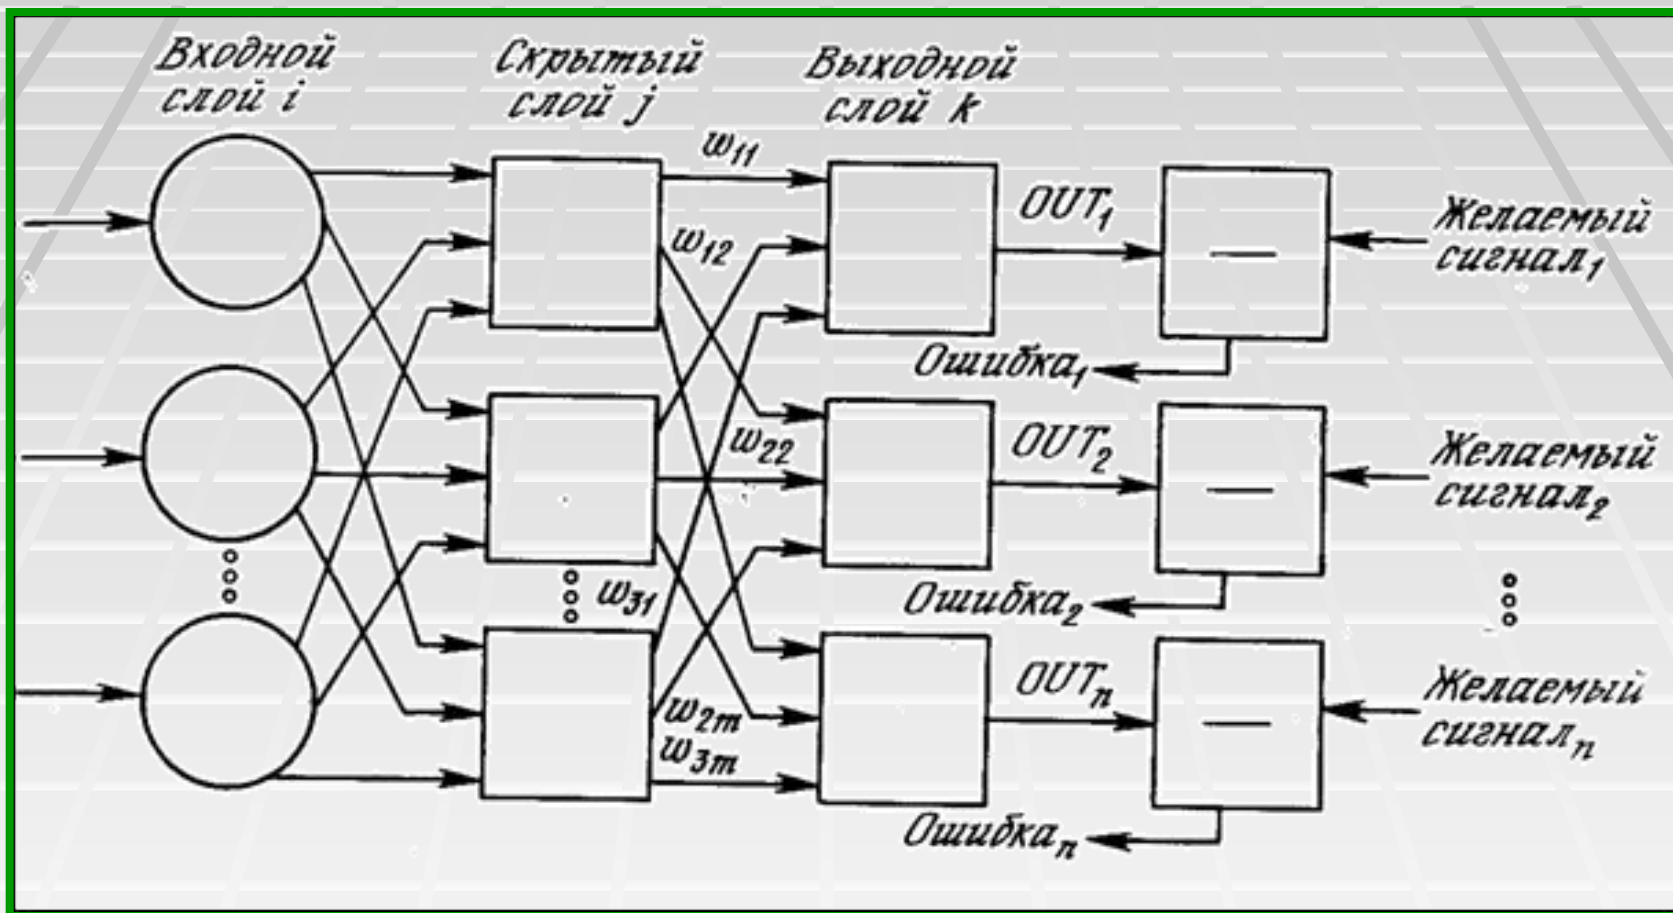 Входной
слой i
Скрытый
слой j
Выходной
слой k
w₁₁
w₁₂
OUT₁
Желаемый
сигнал₁
Ошибка₁
w₂₂
OUT₂
Желаемый
сигнал₂
w₃₁
Ошибка₂
w₂ₘ
w₃ₘ
OUTₙ
Желаемый
сигналₙ
Ошибкаₙ